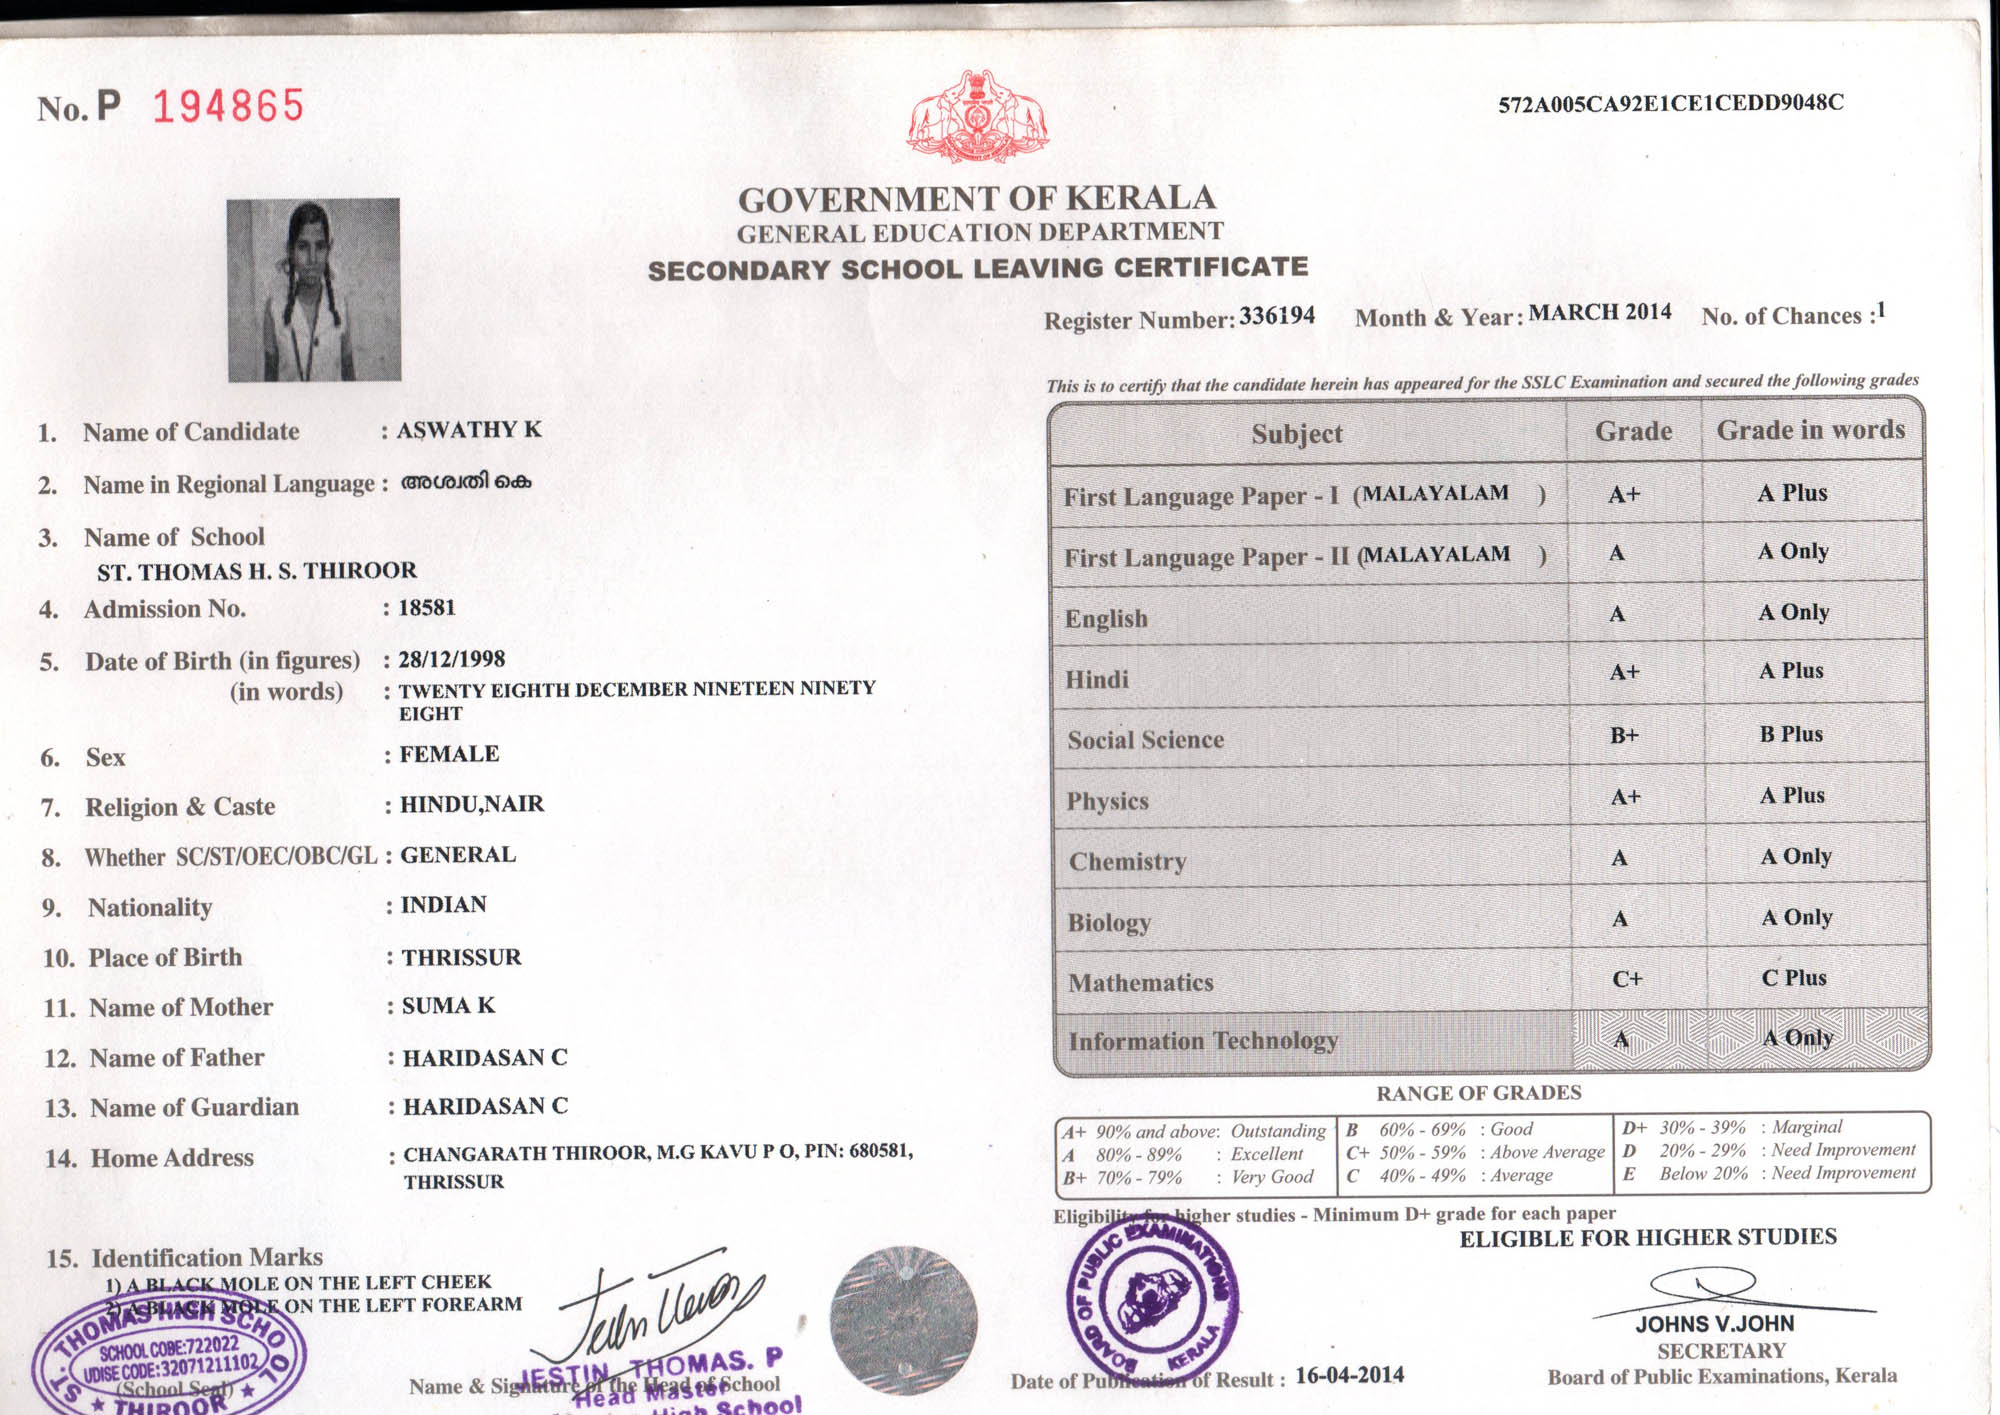 No. P 194865
572A005CA92E1CE1CEDD9048C
GOVERNMENT OF KERALA
GENERAL EDUCATION DEPARTMENT
SECONDARY SCHOOL LEAVING CERTIFICATE
Register Number: 336194 Month & Year: MARCH 2014 No. of Chances :1
1. Name of Candidate : ASWATHY K
2. Name in Regional Language : അശ്വതി കെ
3. Name of School
ST. THOMAS H. S. THIROOR
4. Admission No. : 18581
5. Date of Birth (in figures) : 28/12/1998
(in words) : TWENTY EIGHTH DECEMBER NINETEEN NINETY
EIGHT
6. Sex : FEMALE
7. Religion & Caste : HINDU,NAIR
8. Whether SC/ST/OEC/OBC/GL : GENERAL
9. Nationality : INDIAN
10. Place of Birth : THRISSUR
11. Name of Mother : SUMA K
12. Name of Father : HARIDASAN C
13. Name of Guardian : HARIDASAN C
14. Home Address : CHANGARATH THIROOR, M.G KAVU P O, PIN: 680581,
THRISSUR
15. Identification Marks
1) A BLACK MOLE ON THE LEFT CHEEK
2) A BLACK MOLE ON THE LEFT FOREARM
ST. THOMAS HIGH SCHOOL
SCHOOL CODE:722022
UDISE CODE:32071211102
(School Seal)
THIROOR
JESTIN THOMAS. P
Name & Signature of the Head of School
Head Master
High School
This is to certify that the candidate herein has appeared for the SSLC Examination and secured the following grades
Subject Grade Grade in words
First Language Paper - I (MALAYALAM ) A+ A Plus
First Language Paper - II (MALAYALAM ) A A Only
English A A Only
Hindi A+ A Plus
Social Science B+ B Plus
Physics A+ A Plus
Chemistry A A Only
Biology A A Only
Mathematics C+ C Plus
Information Technology A A Only
RANGE OF GRADES
A+ 90% and above: Outstanding B 60% - 69% : Good D+ 30% - 39% : Marginal
A 80% - 89% : Excellent C+ 50% - 59% : Above Average D 20% - 29% : Need Improvement
B+ 70% - 79% : Very Good C 40% - 49% : Average E Below 20% : Need Improvement
Eligibility for higher studies - Minimum D+ grade for each paper
ELIGIBLE FOR HIGHER STUDIES
BOARD OF PUBLIC EXAMINATIONS KERALA
JOHNS V.JOHN
SECRETARY
Board of Public Examinations, Kerala
Date of Publication of Result : 16-04-2014